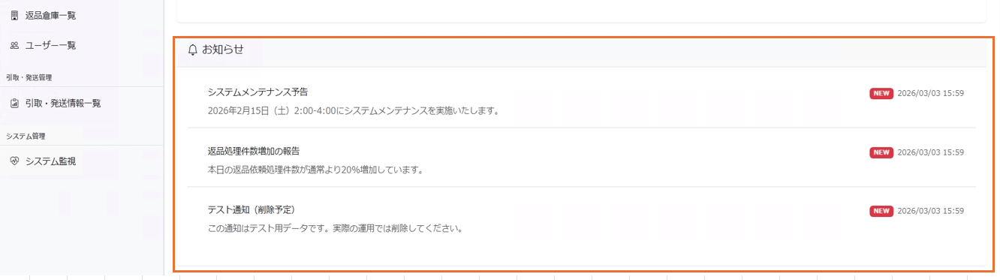 返品倉庫一覧
ユーザー一覧
引取・発送管理
引取・発送情報一覧
システム管理
システム監視
お知らせ
システムメンテナンス予告
NEW 2026/03/03 15:59
2026年2月15日（土）2:00-4:00にシステムメンテナンスを実施いたします。
返品処理件数増加の報告
NEW 2026/03/03 15:59
本日の返品依頼処理件数が通常より20%増加しています。
テスト通知（削除予定）
NEW 2026/03/03 15:59
この通知はテスト用データです。実際の運用では削除してください。